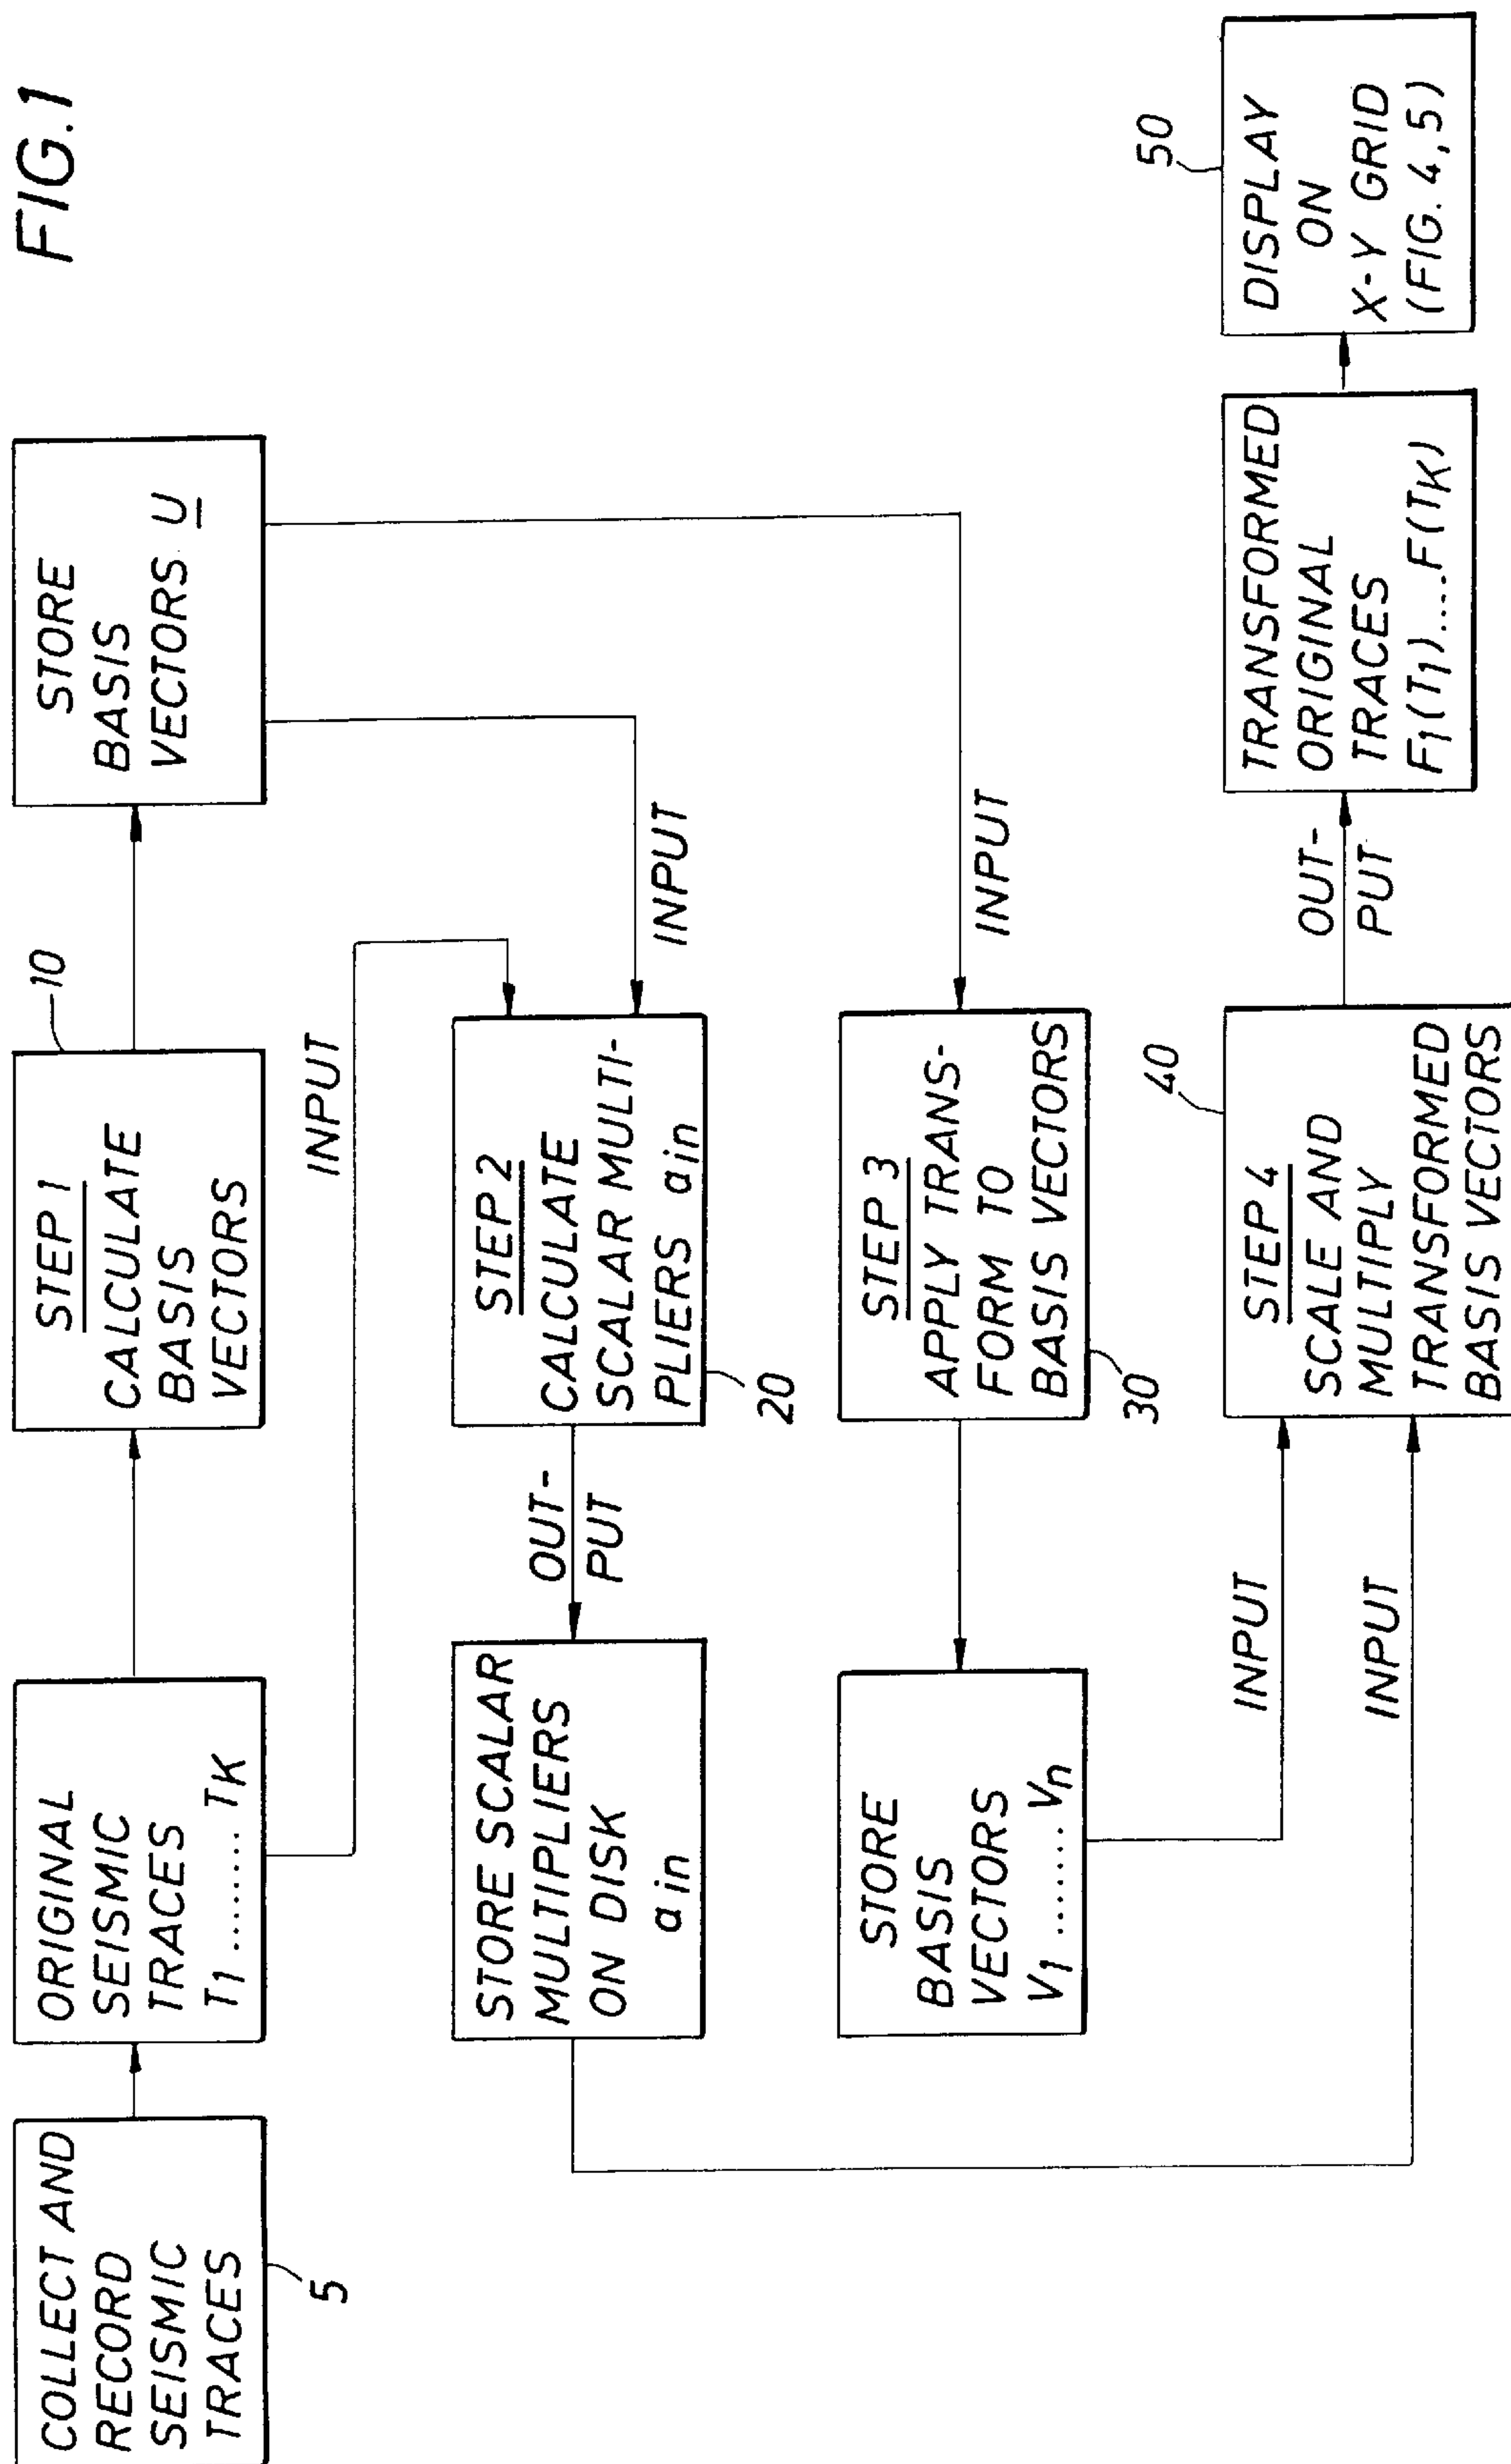 FIG.1
COLLECT AND
RECORD
SEISMIC
TRACES
5
ORIGINAL
SEISMIC
TRACES
T1........ TK
STEP 1
CALCULATE
BASIS
VECTORS
10
STORE
BASIS
VECTORS U
INPUT
STORE SCALAR
MULTIPLIERS
ON DISK
ain
OUT-
PUT
STEP 2
CALCULATE
SCALAR MULTI-
PLIERS ain
20
INPUT
STORE
BASIS
VECTORS
V1 ....... Vn
STEP 3
APPLY TRANS-
FORM TO
BASIS VECTORS
30
INPUT
INPUT
INPUT
STEP 4
SCALE AND
MULTIPLY
TRANSFORMED
BASIS VECTORS
40
OUT-
PUT
TRANSFORMED
ORIGINAL
TRACES
F1(T1)....F(TK)
DISPLAY
ON
X-Y GRID
(FIG. 4,5)
50